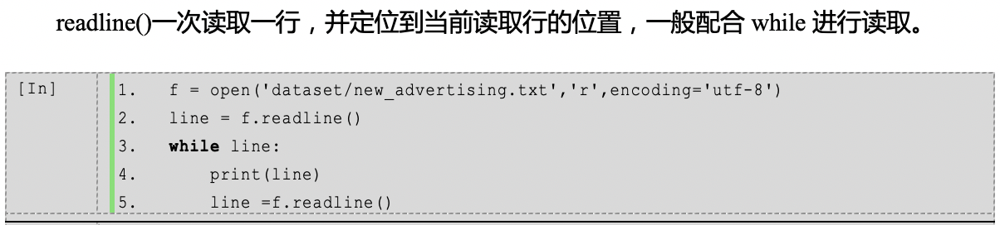 readline()一次读取一行，并定位到当前读取行的位置，一般配合 while 进行读取。
[In]
1. f = open('dataset/new_advertising.txt','r',encoding='utf-8')
2. line = f.readline()
3. while line:
4.     print(line)
5.     line =f.readline()